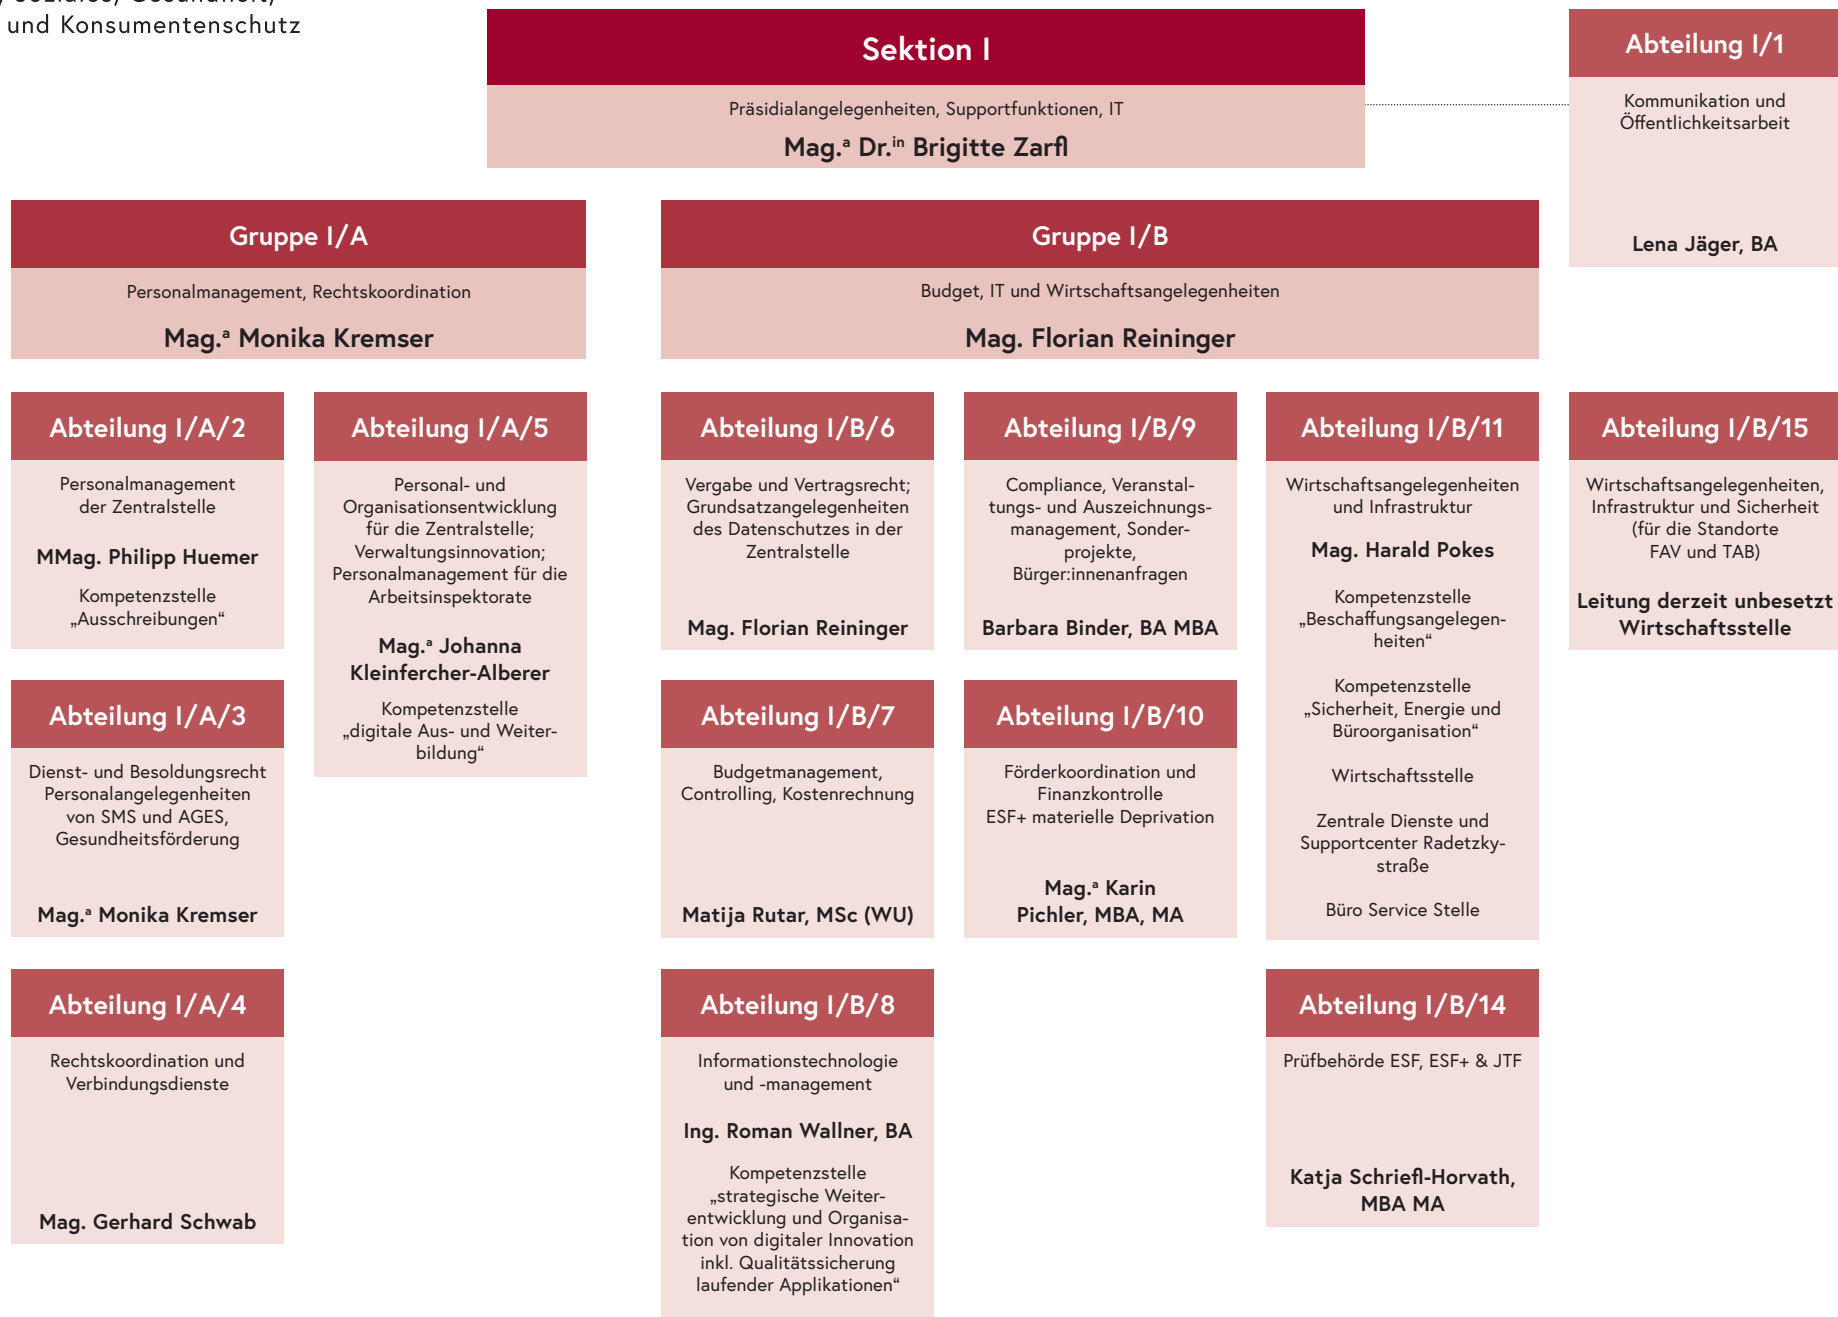 Soziales, Gesundheit,
und Konsumentenschutz
Sektion I
Präsidialangelegenheiten, Supportfunktionen, IT
Mag.ᵃ Dr.ⁱⁿ Brigitte Zarfl
Abteilung I/1
Kommunikation und
Öffentlichkeitsarbeit
Lena Jäger, BA
Gruppe I/A
Personalmanagement, Rechtskoordination
Mag.ᵃ Monika Kremser
Gruppe I/B
Budget, IT und Wirtschaftsangelegenheiten
Mag. Florian Reininger
Abteilung I/A/2
Personalmanagement
der Zentralstelle
MMag. Philipp Huemer
Kompetenzstelle
„Ausschreibungen“
Abteilung I/A/3
Dienst- und Besoldungsrecht
Personalangelegenheiten
von SMS und AGES,
Gesundheitsförderung
Mag.ᵃ Monika Kremser
Abteilung I/A/4
Rechtskoordination und
Verbindungsdienste
Mag. Gerhard Schwab
Abteilung I/A/5
Personal- und
Organisationsentwicklung
für die Zentralstelle;
Verwaltungsinnovation;
Personalmanagement für die
Arbeitsinspektorate
Mag.ᵃ Johanna
Kleinfercher-Alberer
Kompetenzstelle
„digitale Aus- und Weiter-
bildung“
Abteilung I/B/6
Vergabe und Vertragsrecht;
Grundsatzangelegenheiten
des Datenschutzes in der
Zentralstelle
Mag. Florian Reininger
Abteilung I/B/7
Budgetmanagement,
Controlling, Kostenrechnung
Matija Rutar, MSc (WU)
Abteilung I/B/8
Informationstechnologie
und -management
Ing. Roman Wallner, BA
Kompetenzstelle
„strategische Weiter-
entwicklung und Organisa-
tion von digitaler Innovation
inkl. Qualitätssicherung
laufender Applikationen“
Abteilung I/B/9
Compliance, Veranstal-
tungs- und Auszeichnungs-
management, Sonder-
projekte,
Bürger:innenanfragen
Barbara Binder, BA MBA
Abteilung I/B/10
Förderkoordination und
Finanzkontrolle
ESF+ materielle Deprivation
Mag.ᵃ Karin
Pichler, MBA, MA
Abteilung I/B/11
Wirtschaftsangelegenheiten
und Infrastruktur
Mag. Harald Pokes
Kompetenzstelle
„Beschaffungsangelegen-
heiten“
Kompetenzstelle
„Sicherheit, Energie und
Büroorganisation“
Wirtschaftsstelle
Zentrale Dienste und
Supportcenter Radetzky-
straße
Büro Service Stelle
Abteilung I/B/14
Prüfbehörde ESF, ESF+ & JTF
Katja Schriefl-Horvath,
MBA MA
Abteilung I/B/15
Wirtschaftsangelegenheiten,
Infrastruktur und Sicherheit
(für die Standorte
FAV und TAB)
Leitung derzeit unbesetzt
Wirtschaftsstelle